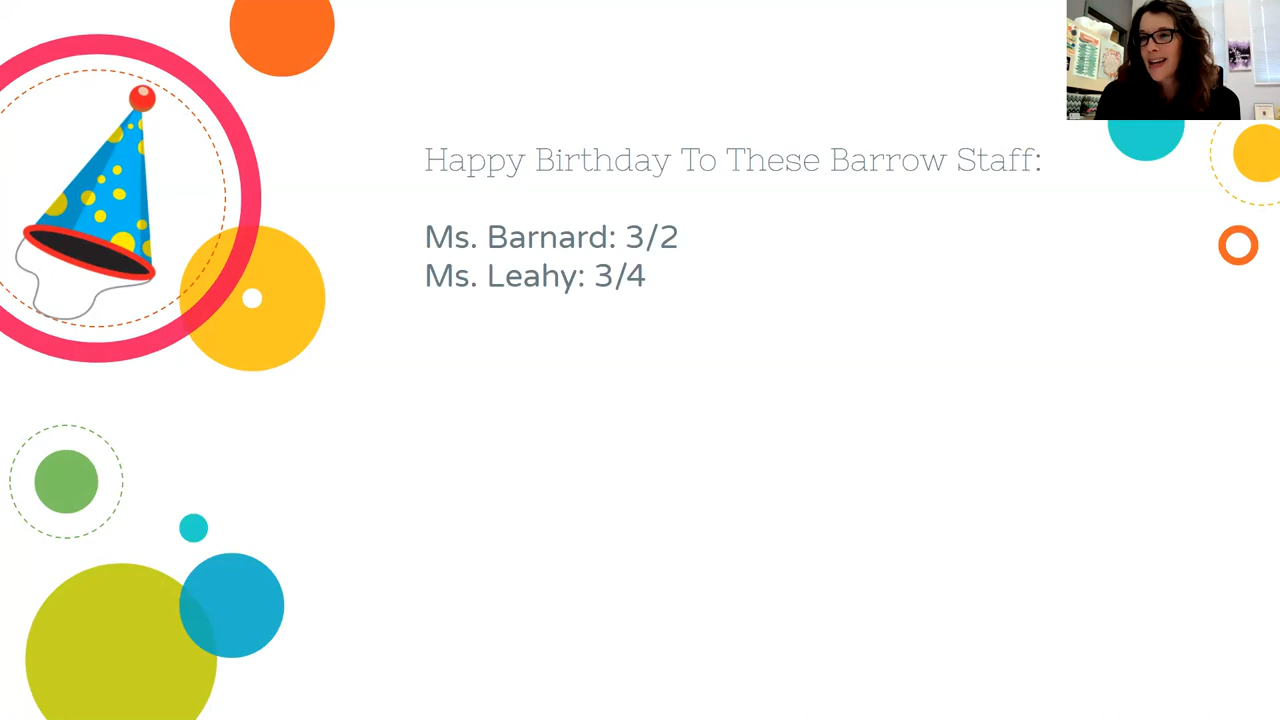 Happy Birthday To These Barrow Staff:
Ms. Barnard: 3/2
Ms. Leahy: 3/4